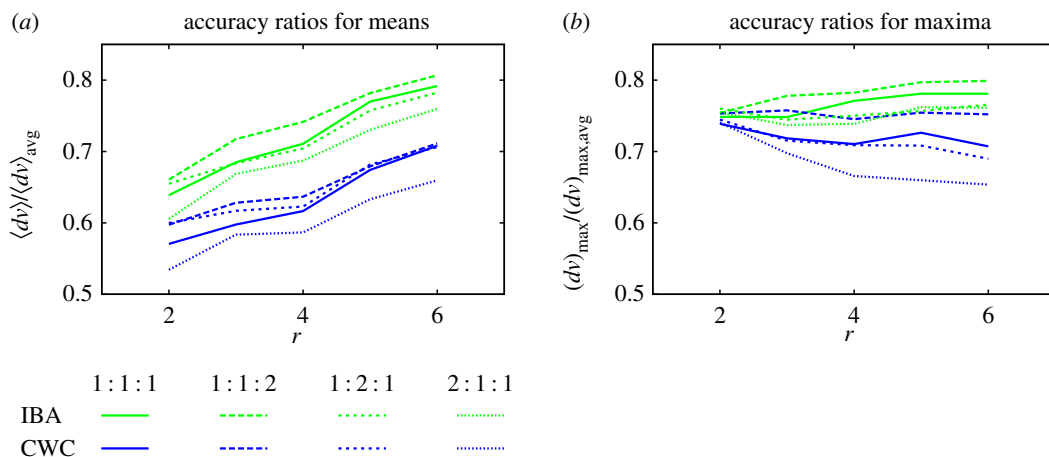 (a) accuracy ratios for means
0.8
0.7
0.6
0.5
⟨dv⟩/⟨dv⟩avg
2 4 6
r
(b) accuracy ratios for maxima
0.8
0.7
0.6
0.5
(dv)max/(dv)max,avg
2 4 6
r
1 : 1 : 1 1 : 1 : 2 1 : 2 : 1 2 : 1 : 1
IBA
CWC